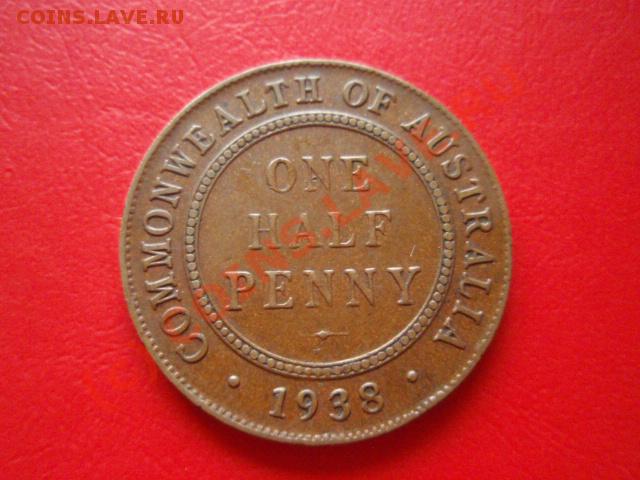 COINS.LAVE.RU
COMMONWEALTH OF AUSTRALIA
ONE
HALF
PENNY
· 1938 ·